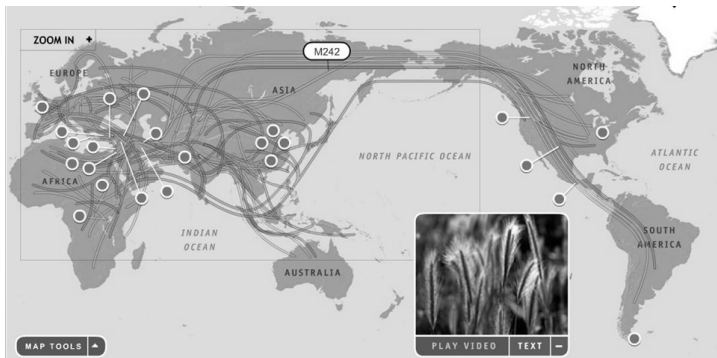 ZOOM IN +
M242
EUROPE
ASIA
NORTH
AMERICA
NORTH PACIFIC OCEAN
ATLANTIC
OCEAN
AFRICA
INDIAN
OCEAN
SOUTH
AMERICA
AUSTRALIA
MAP TOOLS
PLAY VIDEO TEXT −